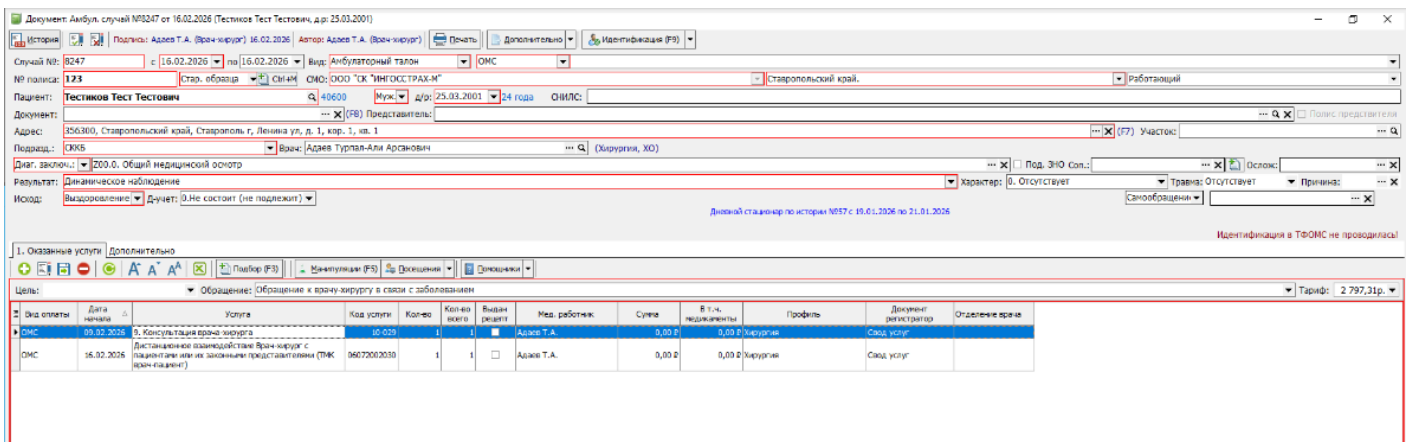 Документ: Амбул. случай №8247 от 16.02.2026 (Тестиков Тест Тестович, д.р: 25.03.2001)
История Подпись: Адаев Т.А. (Врач-хирург) 16.02.2026 Автор: Адаев Т.А. (Врач-хирург) Печать Дополнительно Идентификация (F9)
Случай №: 8247 с 16.02.2026 по 16.02.2026 Вид: Амбулаторный талон ОМС
№ полиса: 123 Стар. образца Ctrl+M СМО: ООО "СК "ИНГОССТРАХ-М" Ставропольский край. Работающий
Пациент: Тестиков Тест Тестович 40600 Муж. д/р: 25.03.2001 24 года СНИЛС:
Документ: (F8) Представитель: Полис представителя
Адрес: 356300, Ставропольский край, Ставрополь г, Ленина ул, д. 1, кор. 1, кв. 1 (F7) Участок:
Подразд.: СККБ Врач: Адаев Турпал-Али Арсанович (Хирургия, ХО)
Диаг. заключ.: Z00.0. Общий медицинский осмотр Под. ЗНО Соп.: Ослож:
Результат: Динаническое наблюдение Характер: 0. Отсутствует Травма: Отсутствует Причина:
Исход: Выздоровление Д-учет: 0.Не состоит (не подлежит) Самообращени
Дневной стационар по истории №57 с 19.01.2026 по 21.01.2026
Идентификация в ТФОМС не проводилась!
1. Оказанные услуги Дополнительно
Подбор (F3) Манипуляции (F5) Посещения Помощники
Цель: Обращение: Обращение к врачу-хирургу в связи с заболеванием Тариф: 2 797,31р.
Вид оплаты Дата начала Услуга Код услуги Кол-во Кол-во всего Выдан рецепт Мед. работник Сумма В т.ч. медикаменты Профиль Документ регистратор Отделение врача
ОМС 09.02.2026 9. Консультация врача-хирурга 10-029 1 1 Адаев Т.А. 0,00 ₽ 0,00 ₽ Хирургия Свод услуг
ОМС 16.02.2026 Дистанционное взаимодействие Врач-хирург с пациентами или их законными представителями (ТМК врач-пациент) 06072002030 1 1 Адаев Т.А. 0,00 ₽ 0,00 ₽ Хирургия Свод услуг